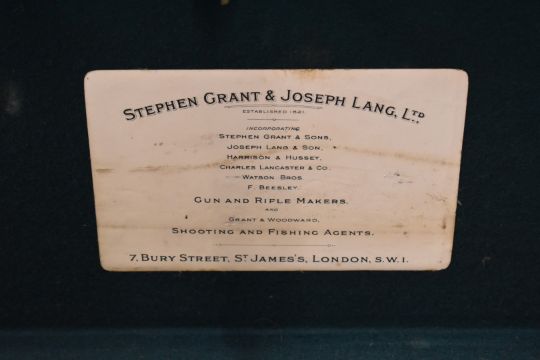 STEPHEN GRANT & JOSEPH LANG, LTD
ESTABLISHED 1821.
INCORPORATING
STEPHEN GRANT & SONS,
JOSEPH LANG & SON,
HARRISON & HUSSEY,
CHARLES LANCASTER & CO.
WATSON BROS.
F. BEESLEY.
GUN AND RIFLE MAKERS.
AND
GRANT & WOODWARD,
SHOOTING AND FISHING AGENTS.
7, BURY STREET, ST JAMES'S, LONDON, S.W.1.